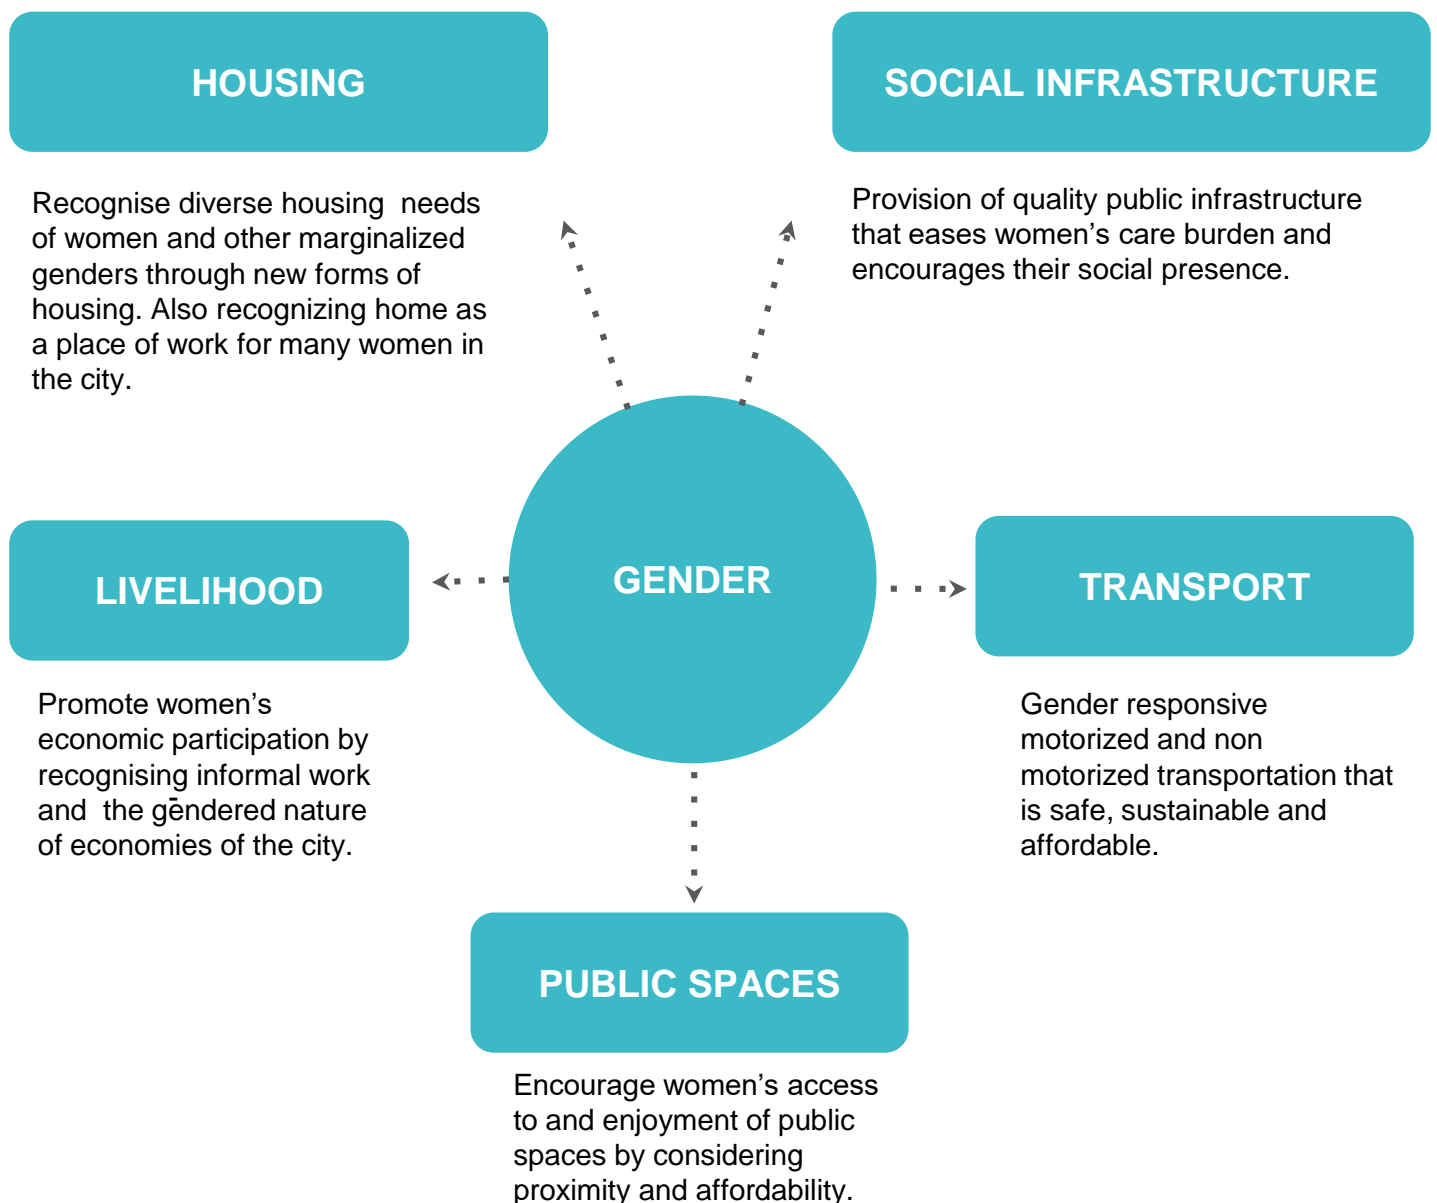 HOUSING
Recognise diverse housing  needs
of women and other marginalized
genders through new forms of
housing. Also recognizing home as
a place of work for many women in
the city.
SOCIAL INFRASTRUCTURE
Provision of quality public infrastructure
that eases women’s care burden and
encourages their social presence.
GENDER
LIVELIHOOD
Promote women’s
economic participation by
recognising informal work
and  the gendered nature
of economies of the city.
TRANSPORT
Gender responsive
motorized and non
motorized transportation that
is safe, sustainable and
affordable.
PUBLIC SPACES
Encourage women’s access
to and enjoyment of public
spaces by considering
proximity and affordability.